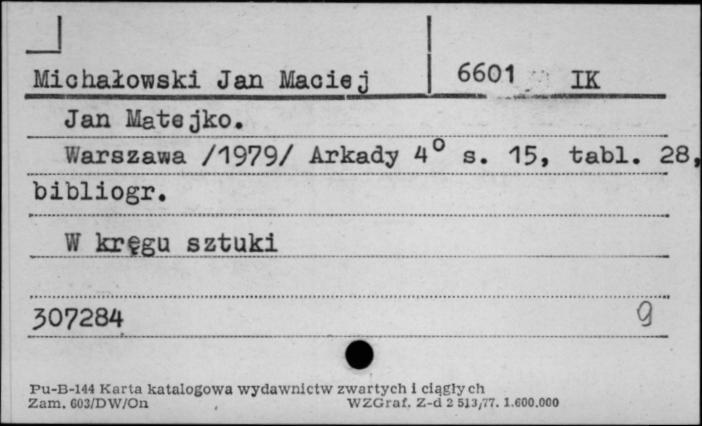 Michałowski Jan Maciej 6601 IK
Jan Matejko.
Warszawa /1979/ Arkady 4° s. 15, tabl. 28,
bibliogr.
W kręgu sztuki
307284 g
Pu-B-144 Karta katalogowa wydawnictw zwartych i ciągłych
Zam. 603/DW/On WZGraf. Z-d 2 513/77. 1.600.000